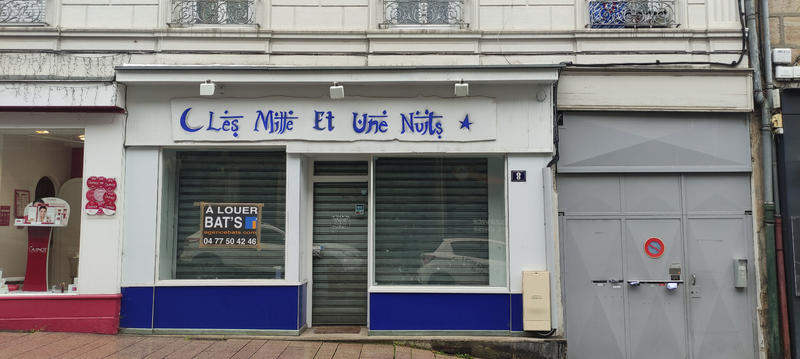 Les Mille Et Une Nuits
8
À LOUER
BAT'S
agencebats.com
04 77 50 42 46